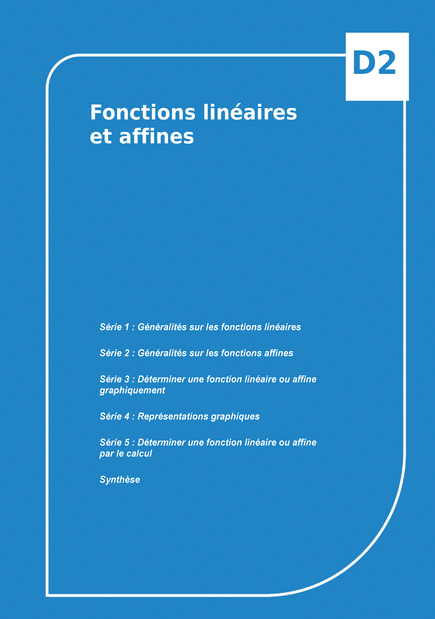 D2
Fonctions linéaires
et affines
Série 1 : Généralités sur les fonctions linéaires
Série 2 : Généralités sur les fonctions affines
Série 3 : Déterminer une fonction linéaire ou affine
graphiquement
Série 4 : Représentations graphiques
Série 5 : Déterminer une fonction linéaire ou affine
par le calcul
Synthèse